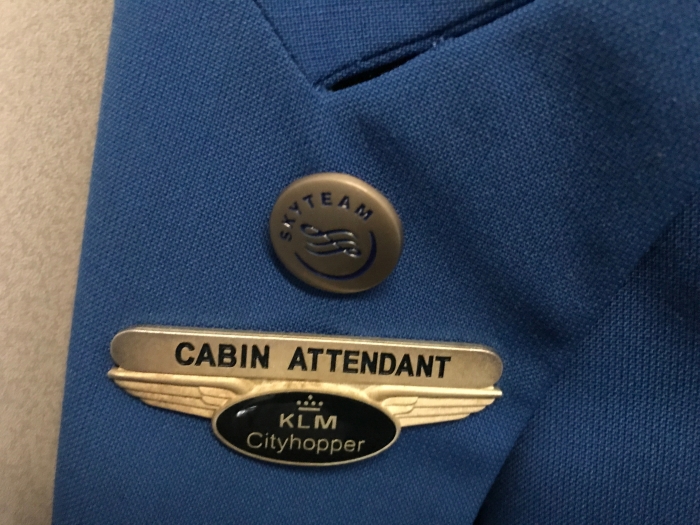 SKYTEAM
CABIN ATTENDANT
KLM
Cityhopper